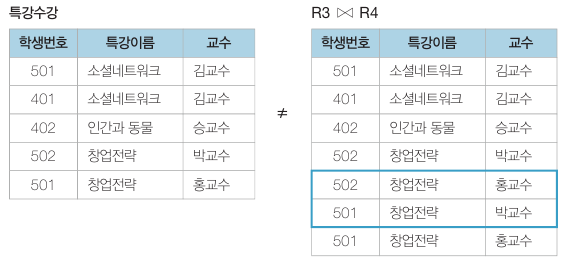 특강수강
학생번호 특강이름 교수
501 소셜네트워크 김교수
401 소셜네트워크 김교수
402 인간과 동물 승교수
502 창업전략 박교수
501 창업전략 홍교수
≠
R3 ⋈ R4
학생번호 특강이름 교수
501 소셜네트워크 김교수
401 소셜네트워크 김교수
402 인간과 동물 승교수
502 창업전략 박교수
502 창업전략 홍교수
501 창업전략 박교수
501 창업전략 홍교수